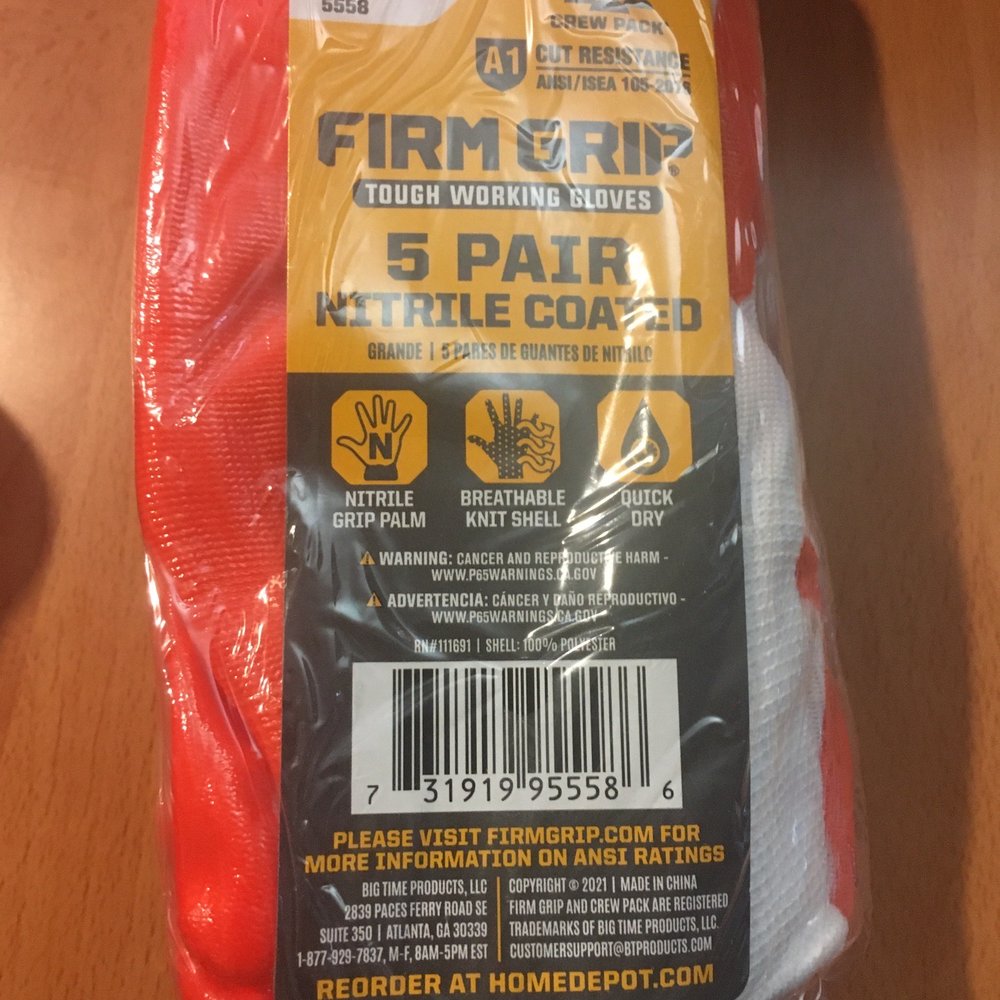 5558
CREW PACK
A1
CUT RESISTANCE
ANSI/ISEA 105-2016
FIRM GRIP®
TOUGH WORKING GLOVES
5 PAIR
NITRILE COATED
GRANDE | 5 PARES DE GUANTES DE NITRILO
N
NITRILE
GRIP PALM
BREATHABLE
KNIT SHELL
QUICK
DRY
WARNING: CANCER AND REPRODUCTIVE HARM -
WWW.P65WARNINGS.CA.GOV
ADVERTENCIA: CÁNCER Y DAÑO REPRODUCTIVO -
WWW.P65WARNINGS.CA.GOV
RN#111691 | SHELL: 100% POLYESTER
7 31919 95558 6
PLEASE VISIT FIRMGRIP.COM FOR
MORE INFORMATION ON ANSI RATINGS
BIG TIME PRODUCTS, LLC
2839 PACES FERRY ROAD SE
SUITE 350 | ATLANTA, GA 30339
1-877-929-7837, M-F, 8AM-5PM EST
COPYRIGHT © 2021 | MADE IN CHINA
FIRM GRIP AND CREW PACK ARE REGISTERED
TRADEMARKS OF BIG TIME PRODUCTS, LLC.
CUSTOMERSUPPORT@BTPRODUCTS.COM
REORDER AT HOMEDEPOT.COM